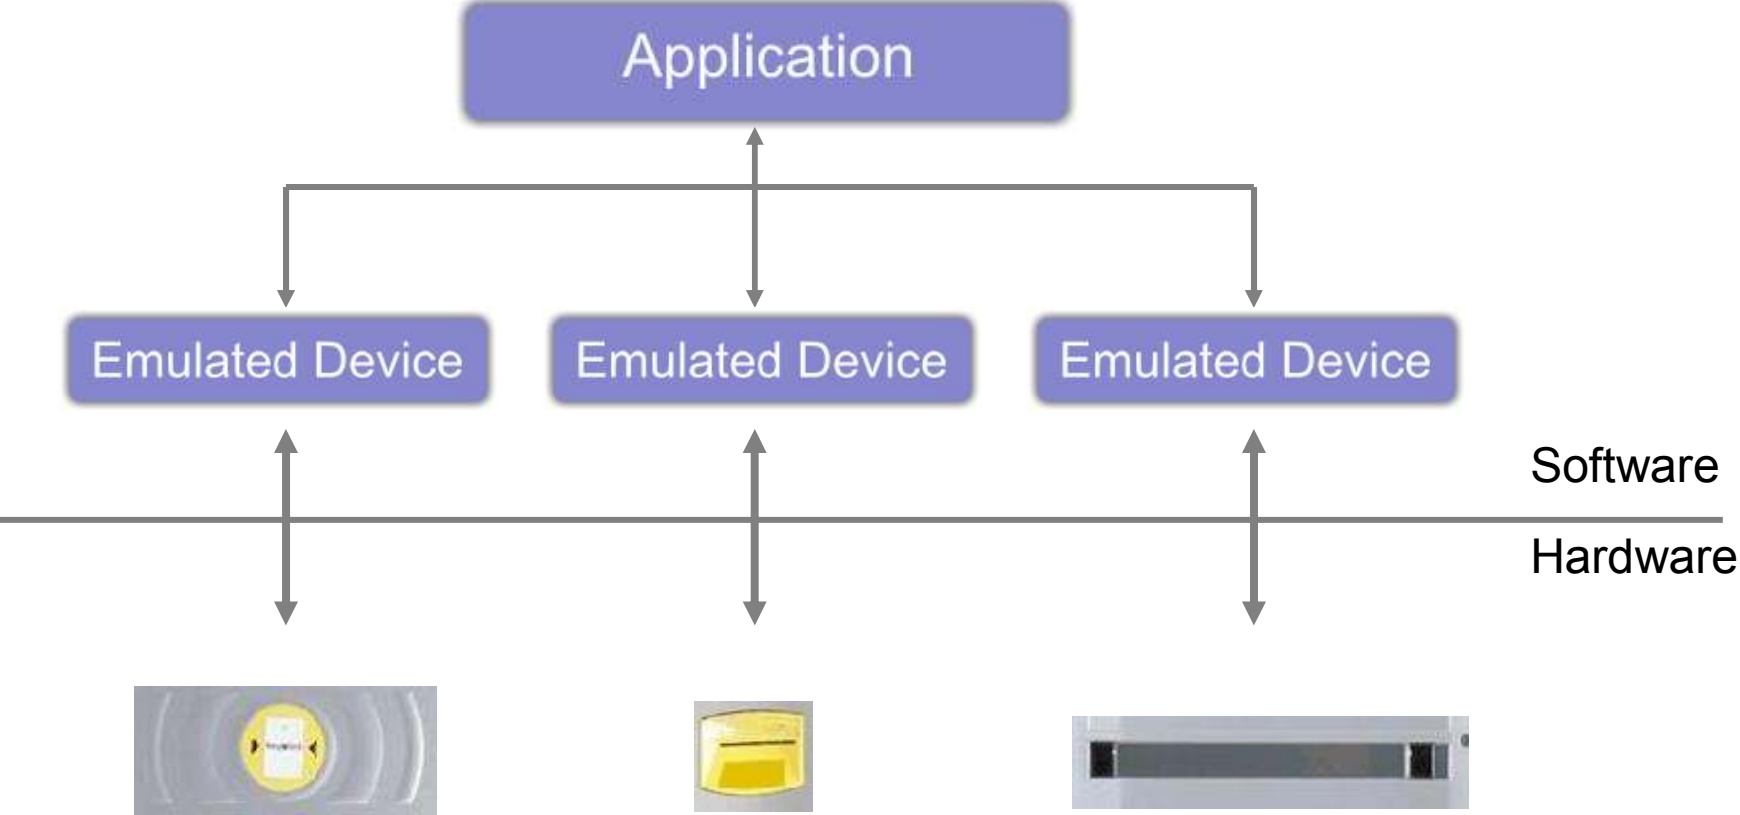 Application
Emulated Device
Emulated Device
Emulated Device
Software
Hardware